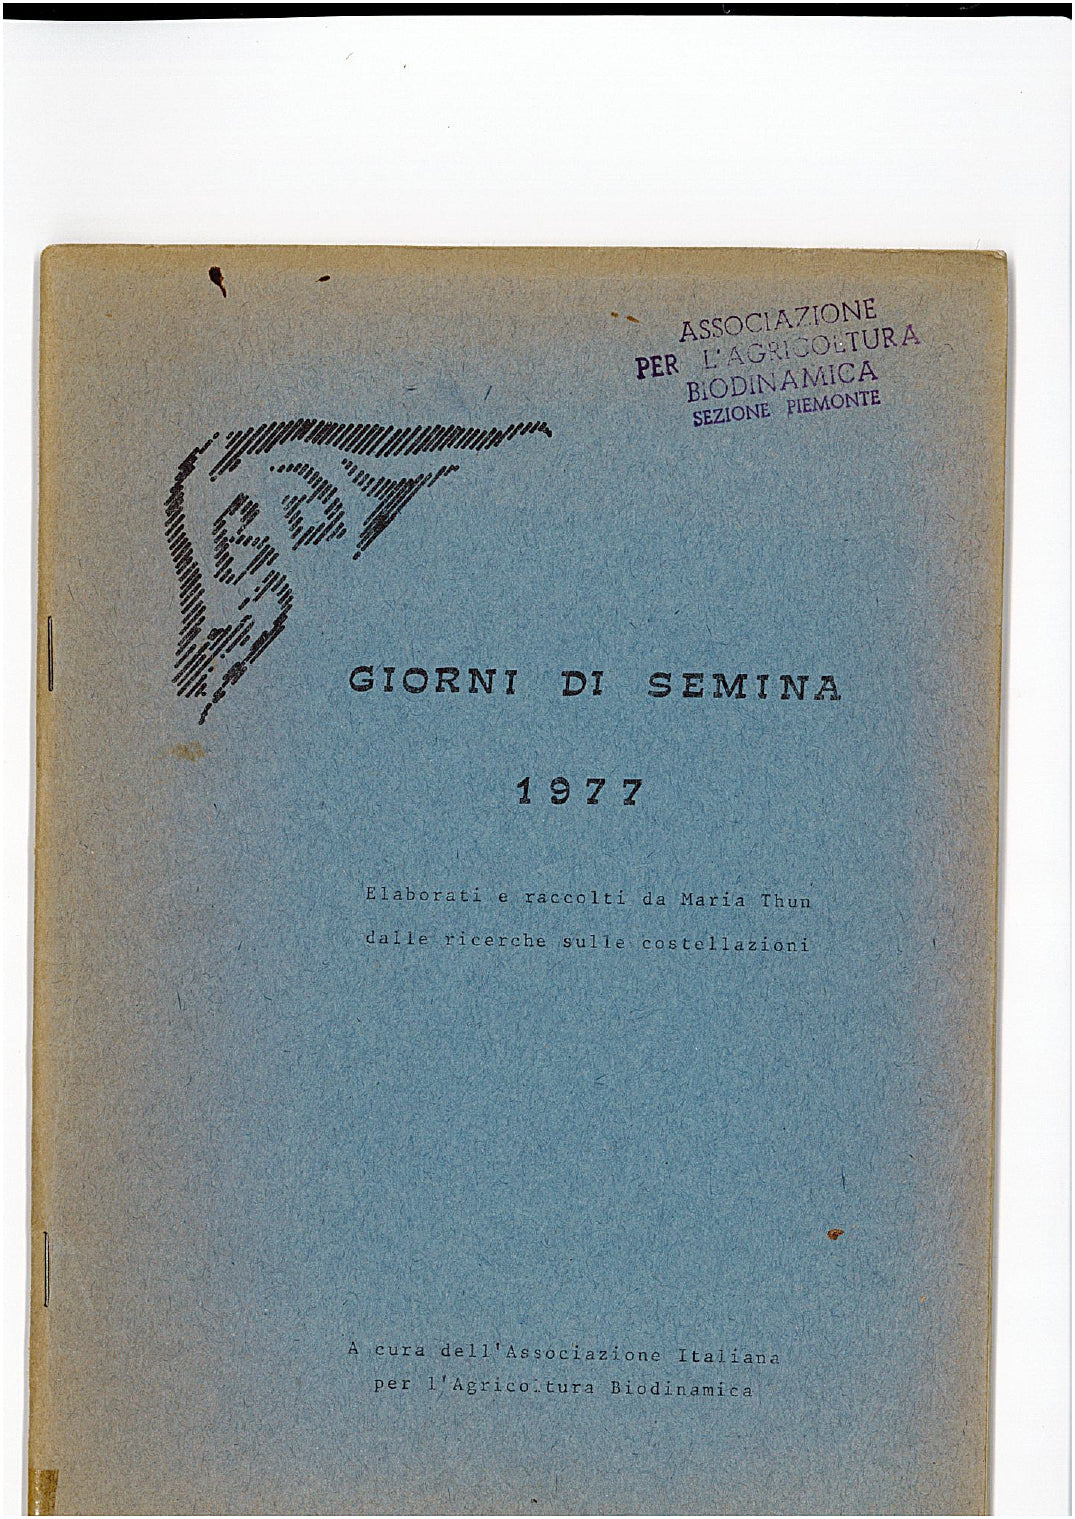 ASSOCIAZIONE
PER L'AGRICOLTURA
BIODINAMICA
SEZIONE PIEMONTE
GIORNI DI SEMINA
1977
Elaborati e raccolti da Maria Thun
dalle ricerche sulle costellazioni
A cura dell'Associazione Italiana
per l'Agricoltura Biodinamica